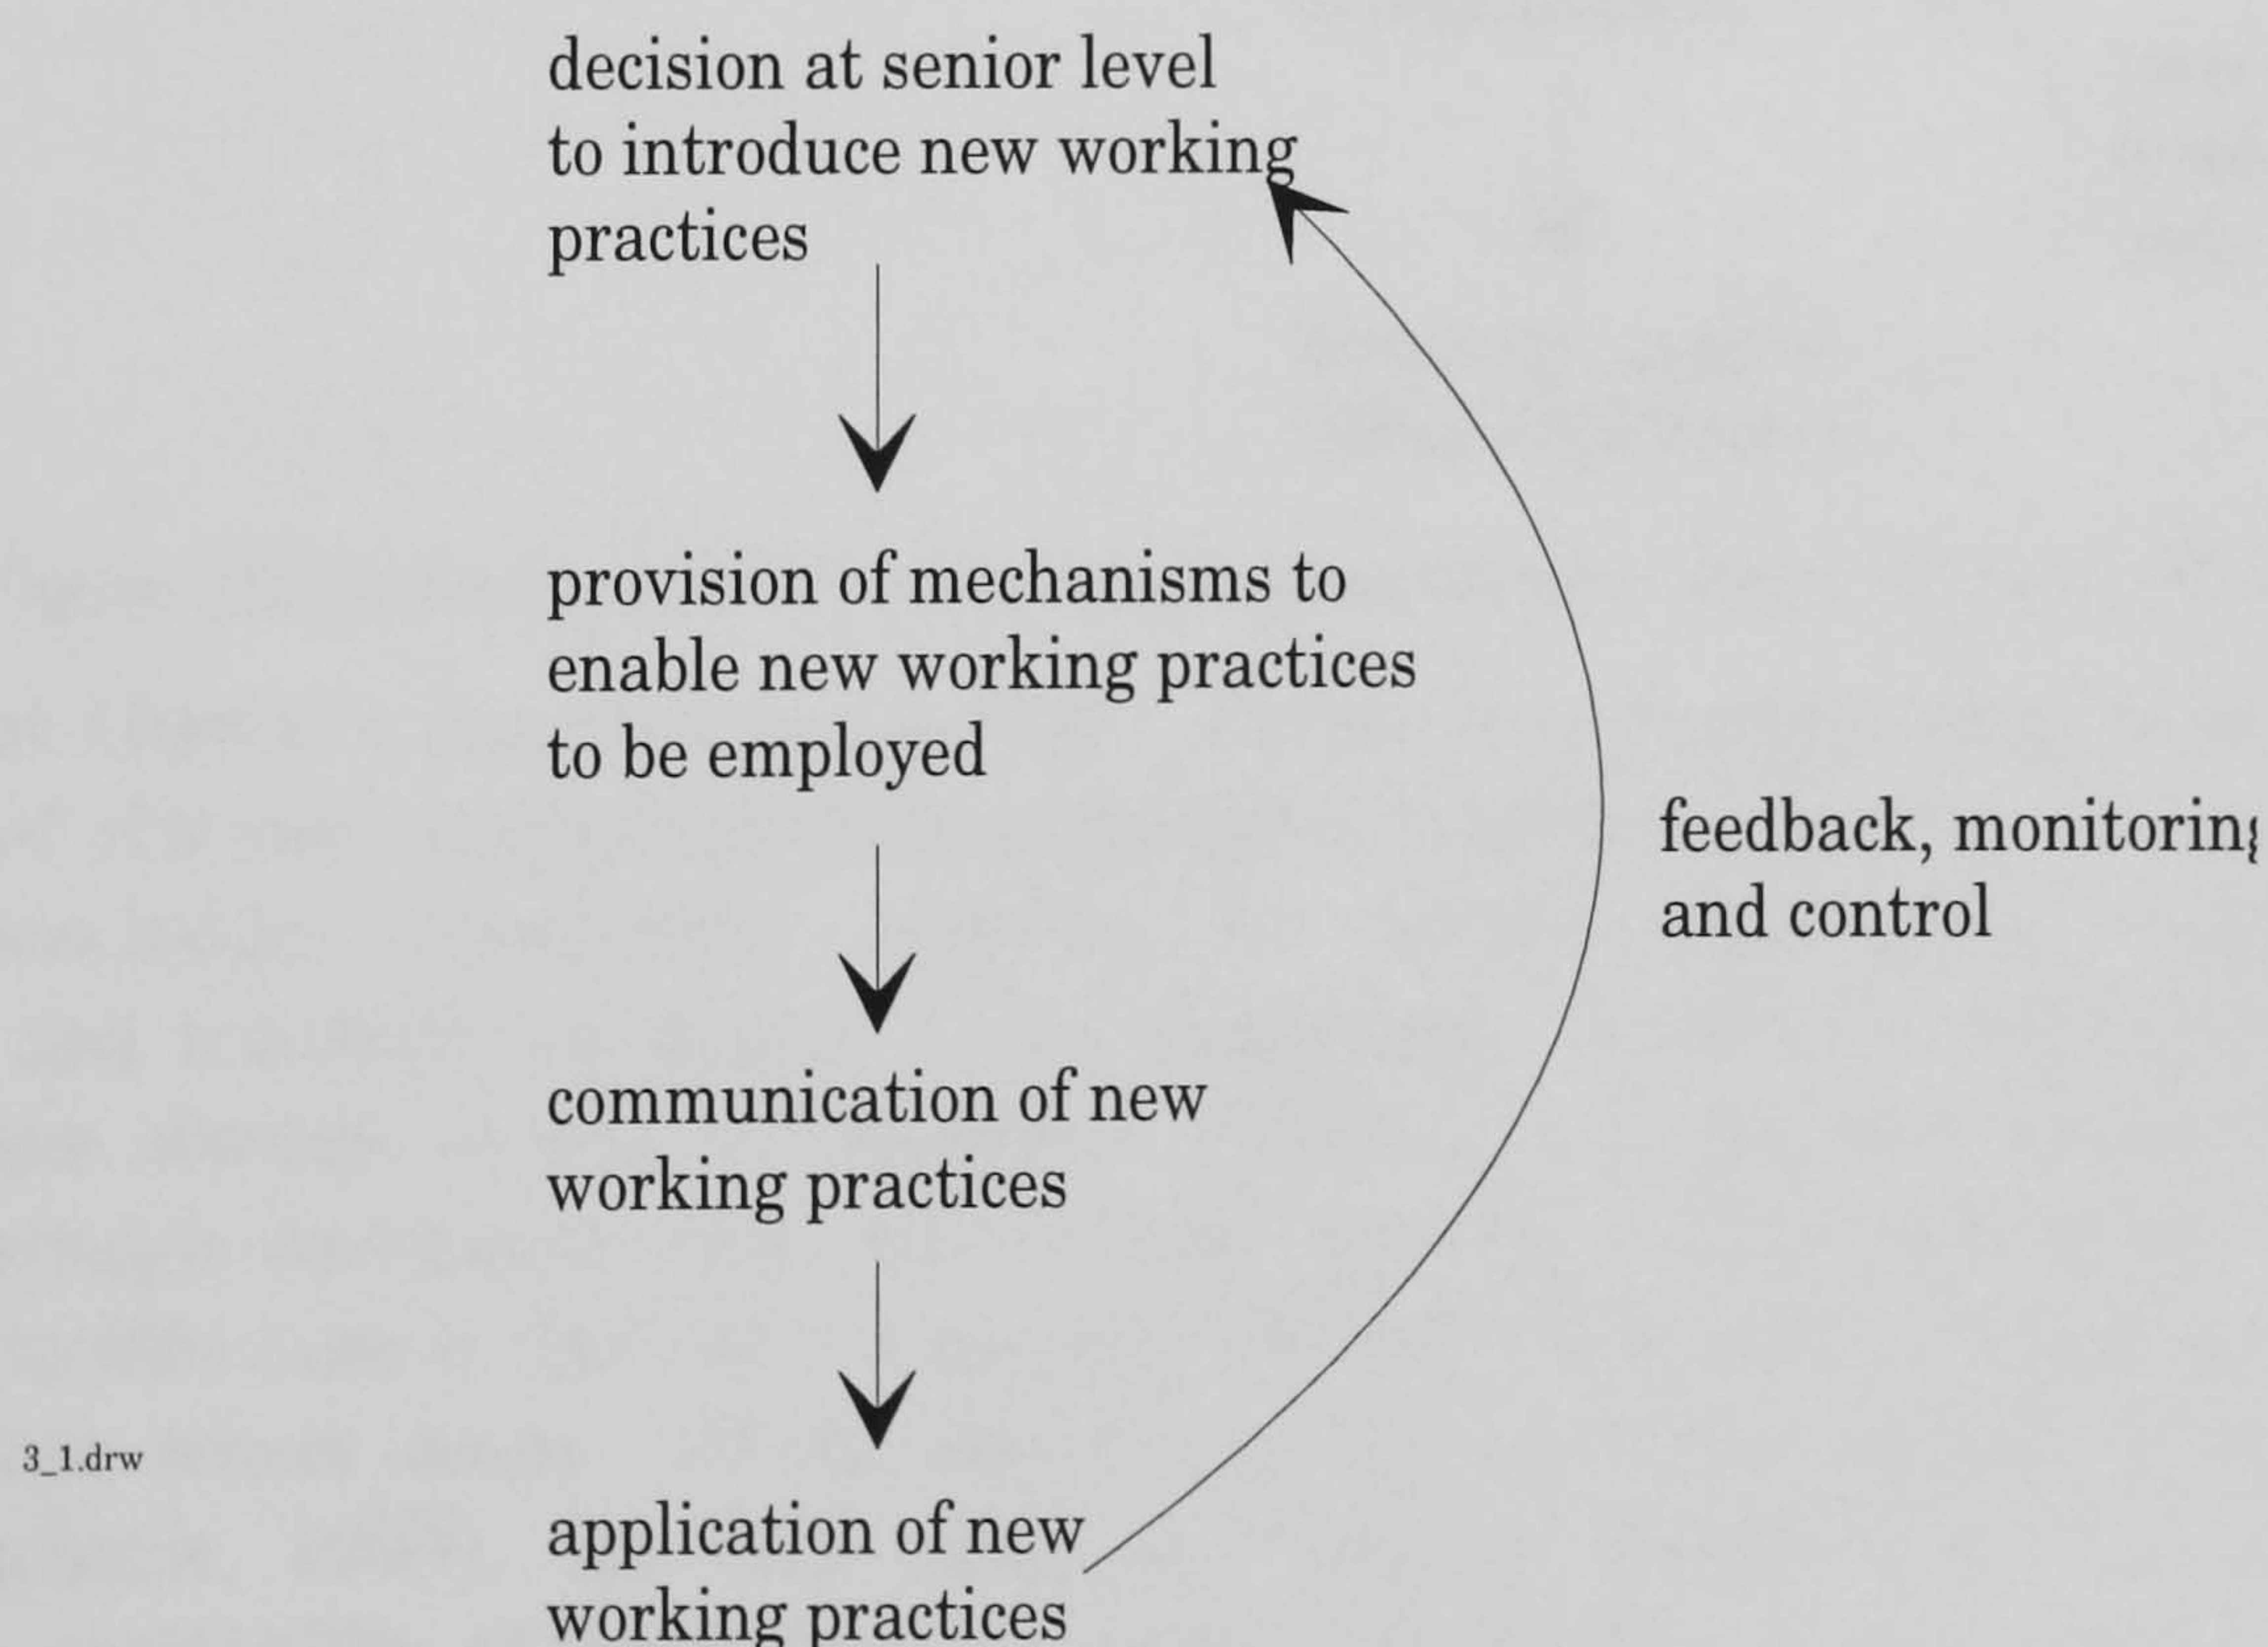 decision at senior level
to introduce new working
practices
provision of mechanisms to
enable new working practices
to be employed
feedback, monitoring
and control
communication of new
working practices
3_1.drw
application of new
working practices